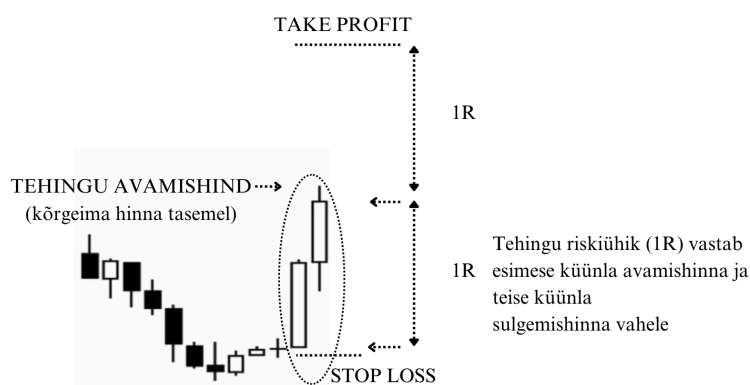 TAKE PROFIT
1R
TEHINGU AVAMISHIND
(kõrgeima hinna tasemel)
1R
Tehingu riskiühik (1R) vastab
esimese küünla avamishinna ja
teise küünla
sulgemishinna vahele
STOP LOSS